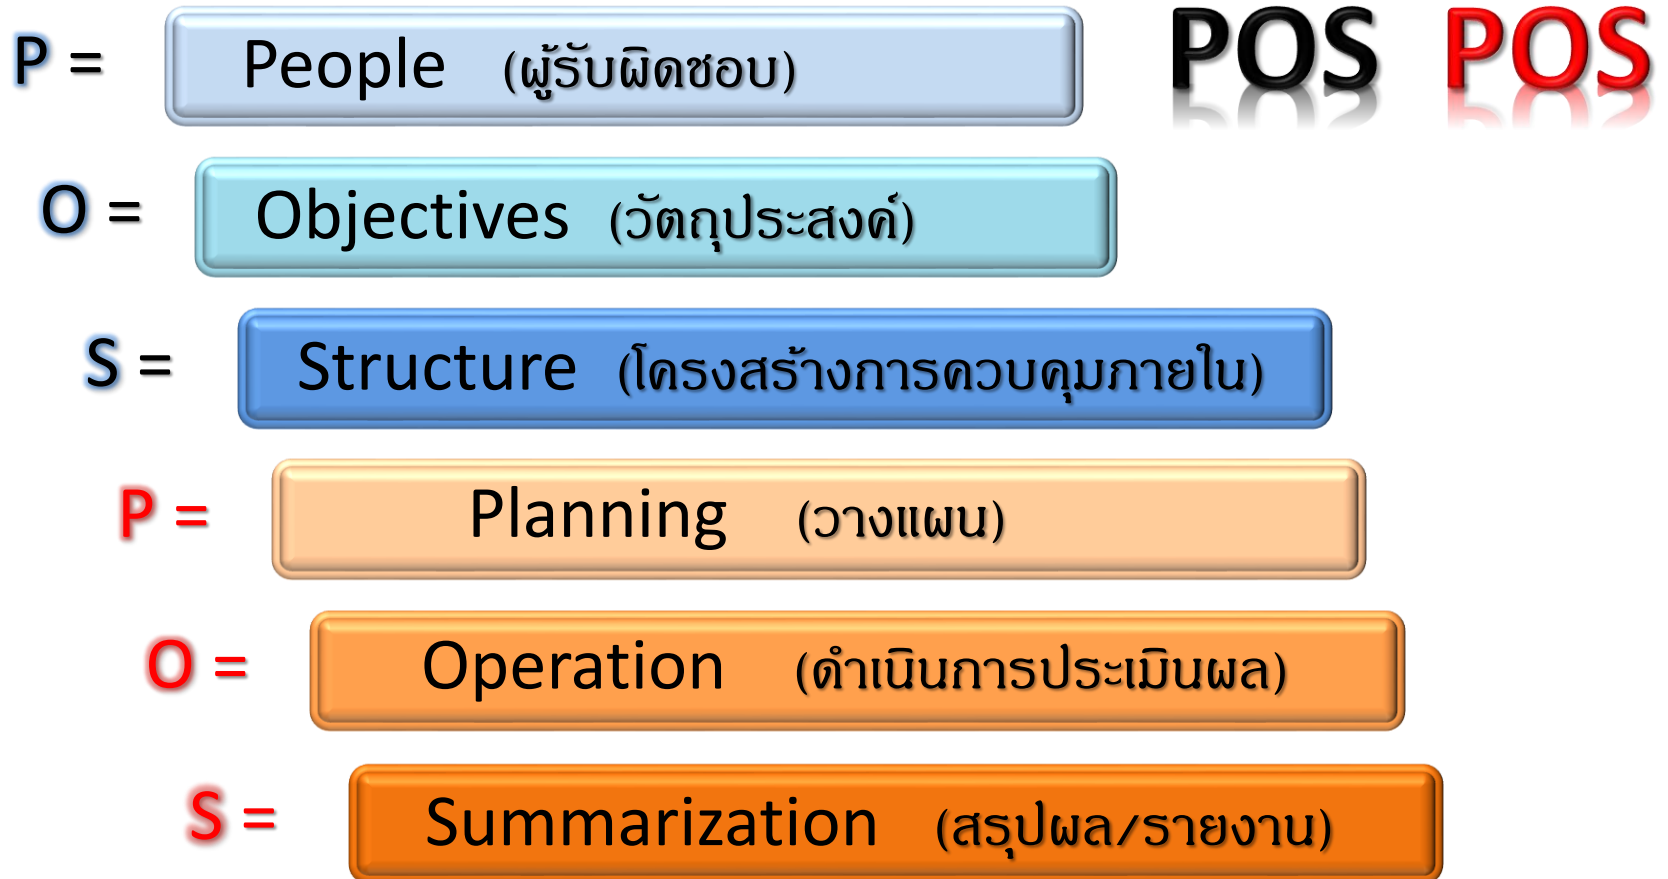 P = People (ผู้รับผิดชอบ) POS POS
O = Objectives (วัตถุประสงค์)
S = Structure (โครงสร้างการควบคุมภายใน)
P = Planning (วางแผน)
O = Operation (ดำเนินการประเมินผล)
S = Summarization (สรุปผล/รายงาน)